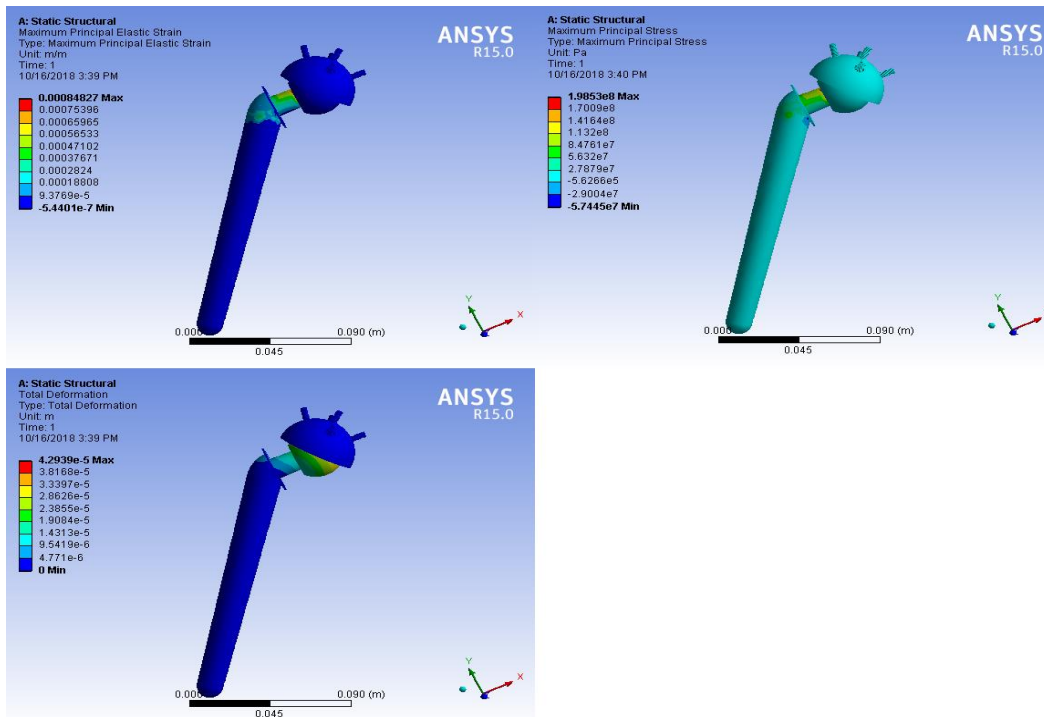 A: Static Structural
Maximum Principal Elastic Strain
Type: Maximum Principal Elastic Strain
Unit: m/m
Time: 1
10/16/2018 3:39 PM
ANSYS
R15.0
0.00084827 Max
0.00075396
0.00065965
0.00056533
0.00047102
0.00037671
0.0002824
0.00018808
9.3769e-5
-5.4401e-7 Min
Y
X
0.090 (m)
0.045
A: Static Structural
Maximum Principal Stress
Type: Maximum Principal Stress
Unit: Pa
Time: 1
10/16/2018 3:40 PM
ANSYS
R15.0
1.9853e8 Max
1.7009e8
1.4164e8
1.132e8
8.4761e7
5.632e7
2.7879e7
-5.6266e5
-2.9004e7
-5.7445e7 Min
Y
X
0.090 (m)
0.045
A: Static Structural
Total Deformation
Type: Total Deformation
Unit: m
Time: 1
10/16/2018 3:39 PM
ANSYS
R15.0
4.2939e-5 Max
3.8168e-5
3.3397e-5
2.8626e-5
2.3855e-5
1.9084e-5
1.4313e-5
9.5419e-6
4.771e-6
0 Min
Y
X
0.090 (m)
0.045